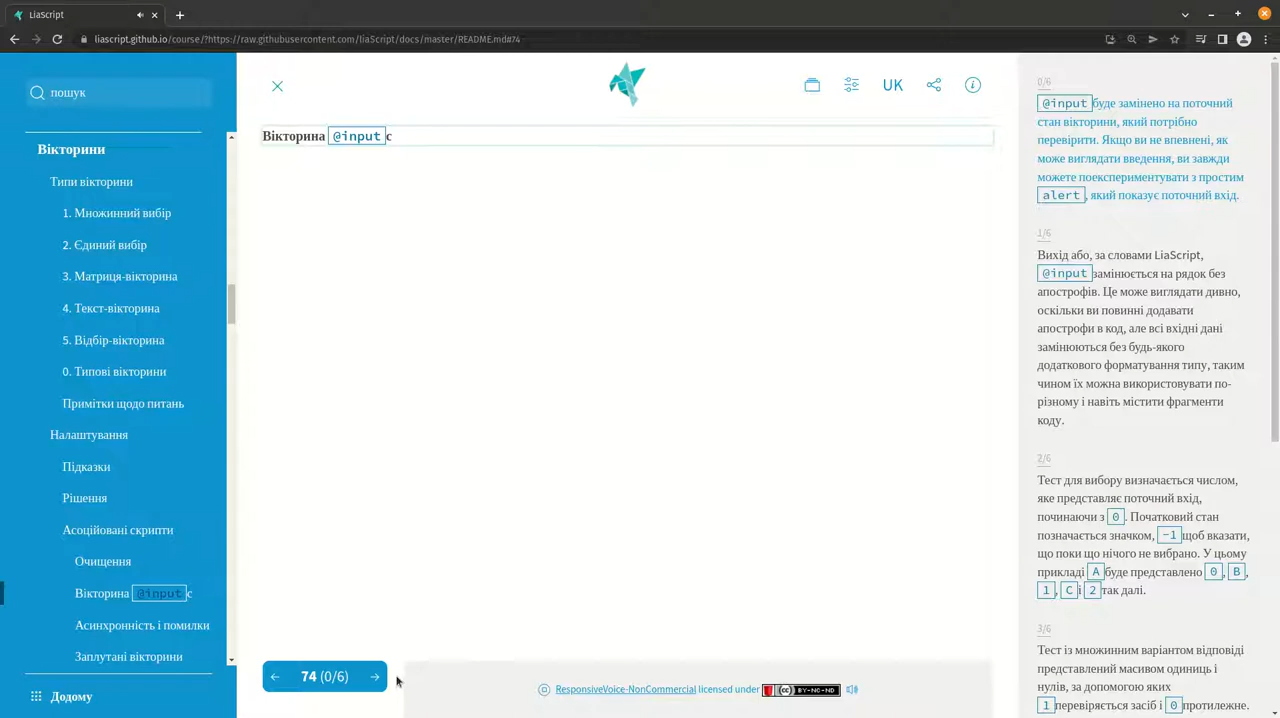 LiaScript
liascript.github.io/course/?https://raw.githubusercontent.com/liaScript/docs/master/README.md#74
пошук
Вікторини
Типи вікторини
1. Множинний вибір
2. Єдиний вибір
3. Матриця-вікторина
4. Текст-вікторина
5. Відбір-вікторина
0. Типові вікторини
Примітки щодо питань
Налаштування
Підказки
Рішення
Асоційовані скрипти
Очищення
Вікторина @input с
Асинхронність і помилки
Заплутані вікторини
Додому
UK
Вікторина @input с
74 (0/6)
ResponsiveVoice-NonCommercial licensed under
cc BY-NC-ND
0/6
@input буде замінено на поточний
стан вікторини, який потрібно
перевірити. Якщо ви не впевнені, як
може виглядати введення, ви завжди
можете поекспериментувати з простим
alert, який показує поточний вхід.
1/6
Вихід або, за словами LiaScript,
@input замінюється на рядок без
апострофів. Це може виглядати дивно,
оскільки ви повинні додавати
апострофи в код, але всі вхідні дані
замінюються без будь-якого
додаткового форматування типу, таким
чином їх можна використовувати по-
різному і навіть містити фрагменти
коду.
2/6
Тест для вибору визначається числом,
яке представляє поточний вхід,
починаючи з 0. Початковий стан
позначається значком, -1 щоб вказати,
що поки що нічого не вибрано. У цьому
прикладі A буде представлено 0, B,
1, C і 2 так далі.
3/6
Тест із множинним варіантом відповіді
представлений масивом одиниць і
нулів, за допомогою яких
1 перевіряється засіб і 0 протилежне.